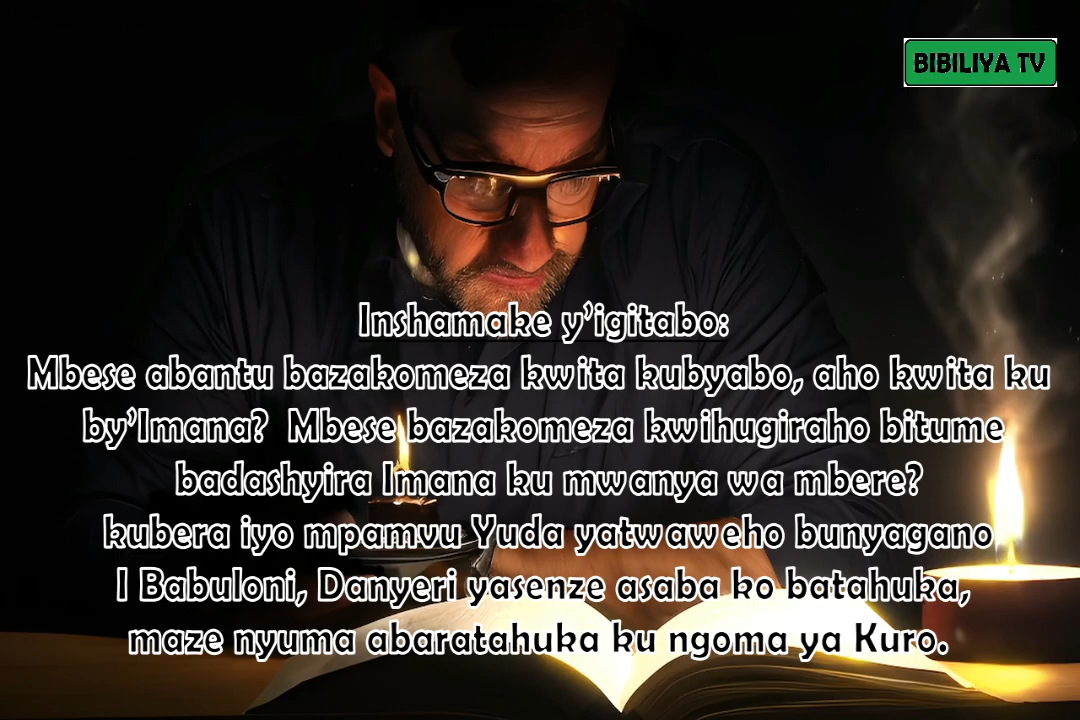 BIBILIYA TV
Inshamake y’igitabo:
Mbese abantu bazakomeza kwita kubyabo, aho kwita ku
by’Imana? Mbese bazakomeza kwihugiraho bitume
badashyira Imana ku mwanya wa mbere?
kubera iyo mpamvu Yuda yatwaweho bunyagano
I Babuloni, Danyeri yasenze asaba ko batahuka,
maze nyuma abaratahuka ku ngoma ya Kuro.